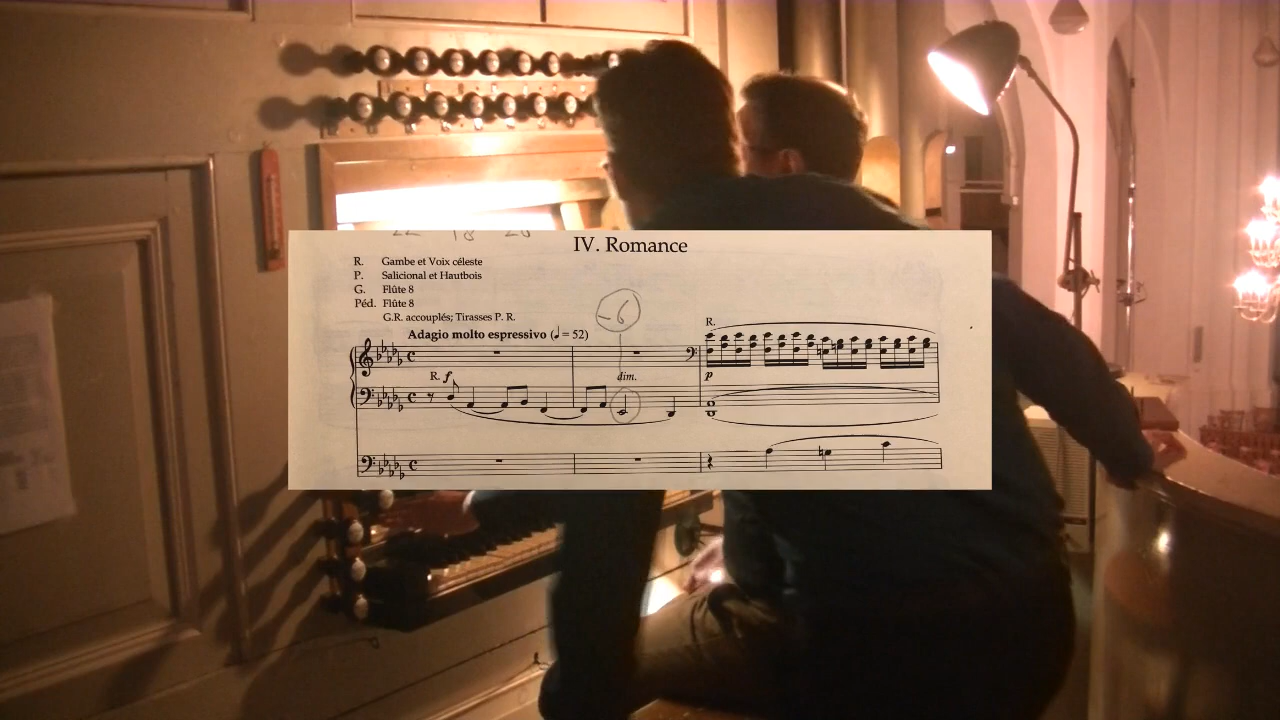 IV. Romance
R. Gambe et Voix céleste
P. Salicional et Hautbois
G. Flûte 8
Péd. Flûte 8
G.R. accouplés; Tirasses P. R.
Adagio molto espressivo (♩ = 52)
-6
R.
R. f
dim.
p